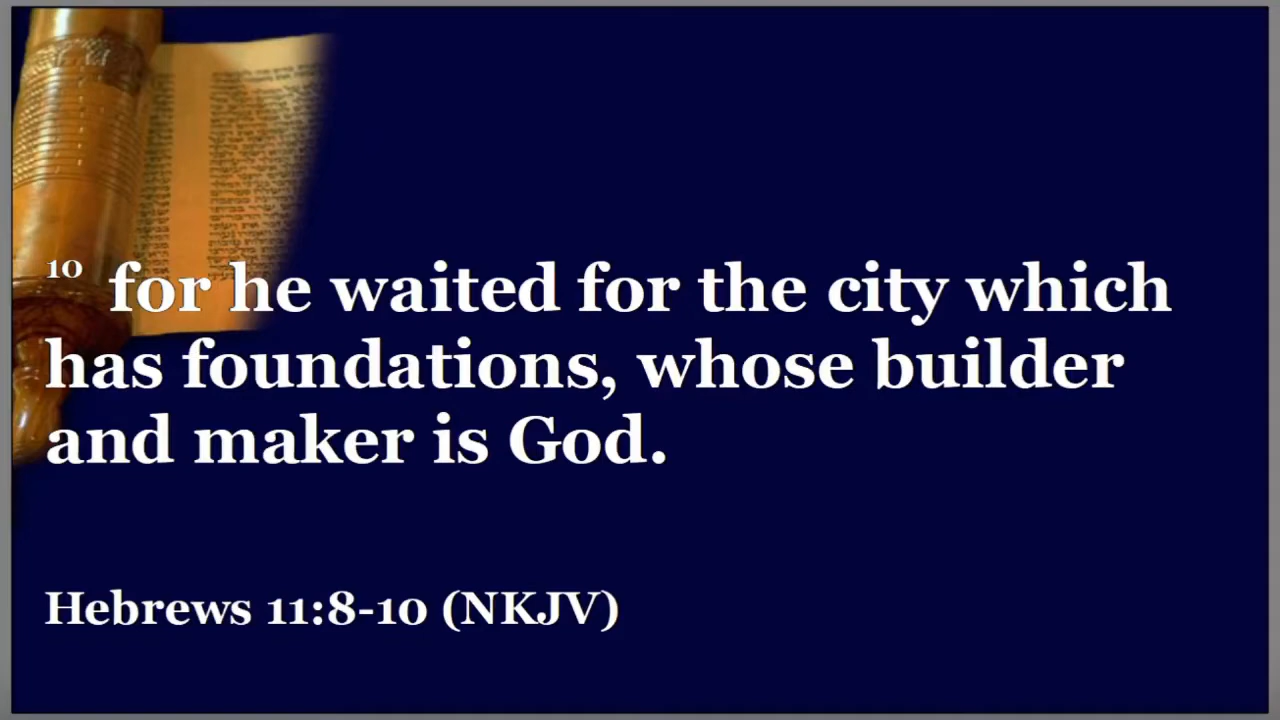 10 for he waited for the city which
has foundations, whose builder
and maker is God.
Hebrews 11:8-10 (NKJV)